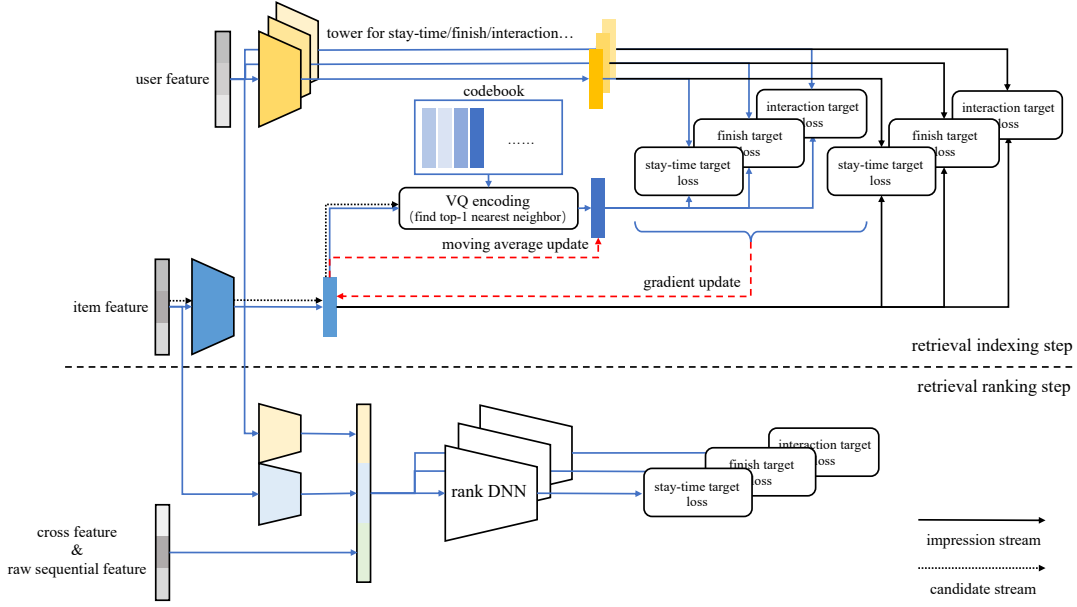 tower for stay-time/finish/interaction…
user feature
codebook
……
interaction target
loss
finish target
loss
stay-time target
loss
interaction target
loss
finish target
loss
stay-time target
loss
VQ encoding
(find top-1 nearest neighbor)
moving average update
gradient update
item feature
retrieval indexing step
retrieval ranking step
interaction target
loss
finish target
loss
stay-time target
loss
rank DNN
cross feature
&
raw sequential feature
impression stream
candidate stream